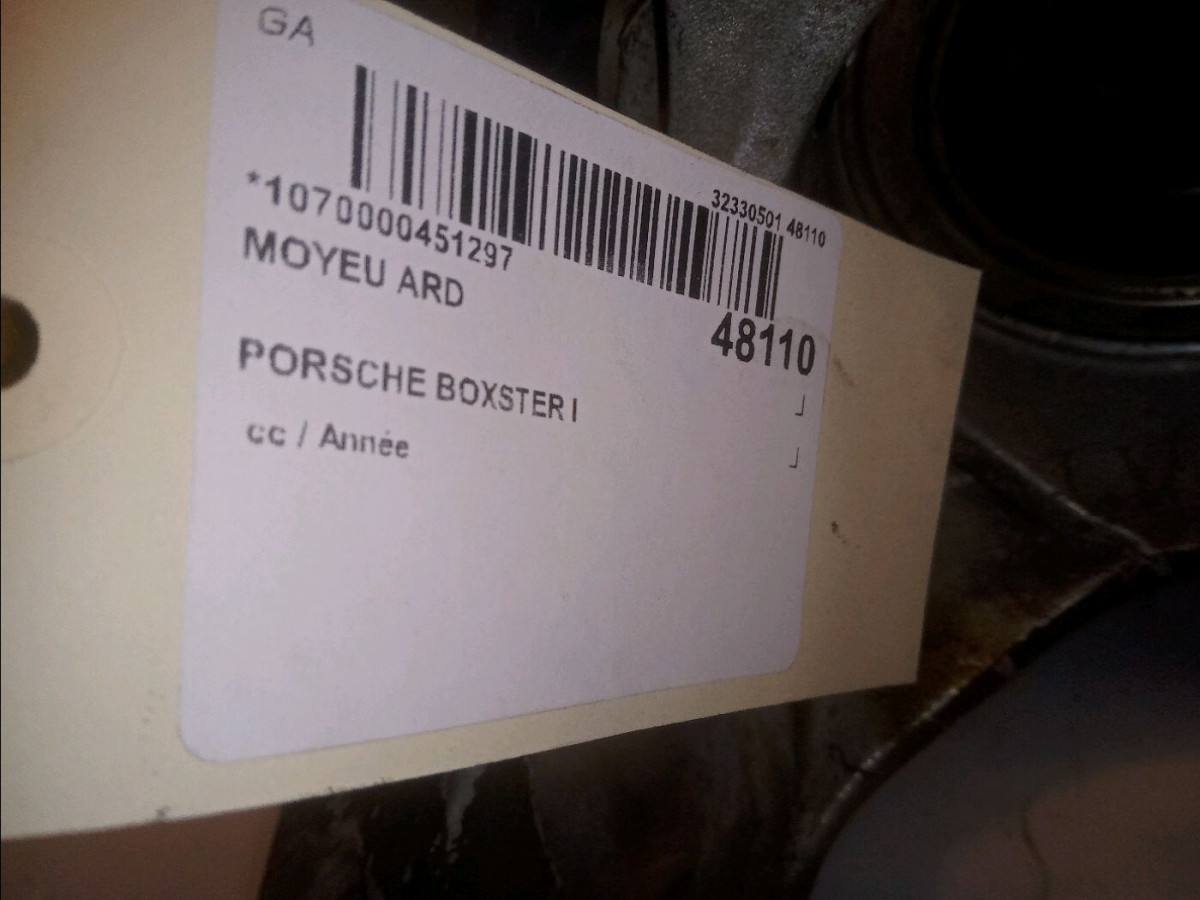 GA
32330501 48110
*1070000451297
MOYEU ARD
48110
PORSCHE BOXSTER I
cc / Année